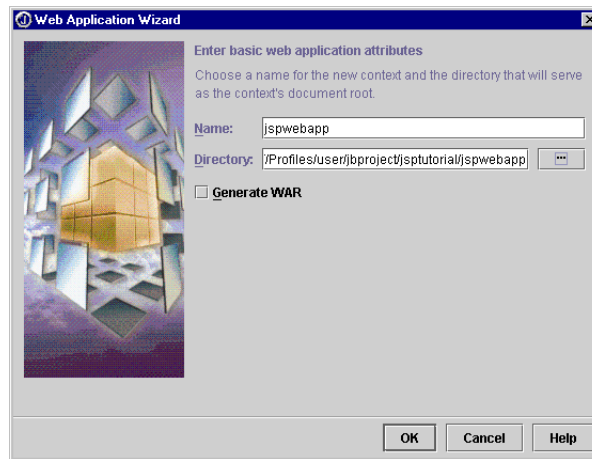 Web Application Wizard
Enter basic web application attributes
Choose a name for the new context and the directory that will serve
as the context's document root.
Name: jspwebapp
Directory: /Profiles/user/jbproject/jsptutorial/jspwebapp ...
Generate WAR
OK Cancel Help